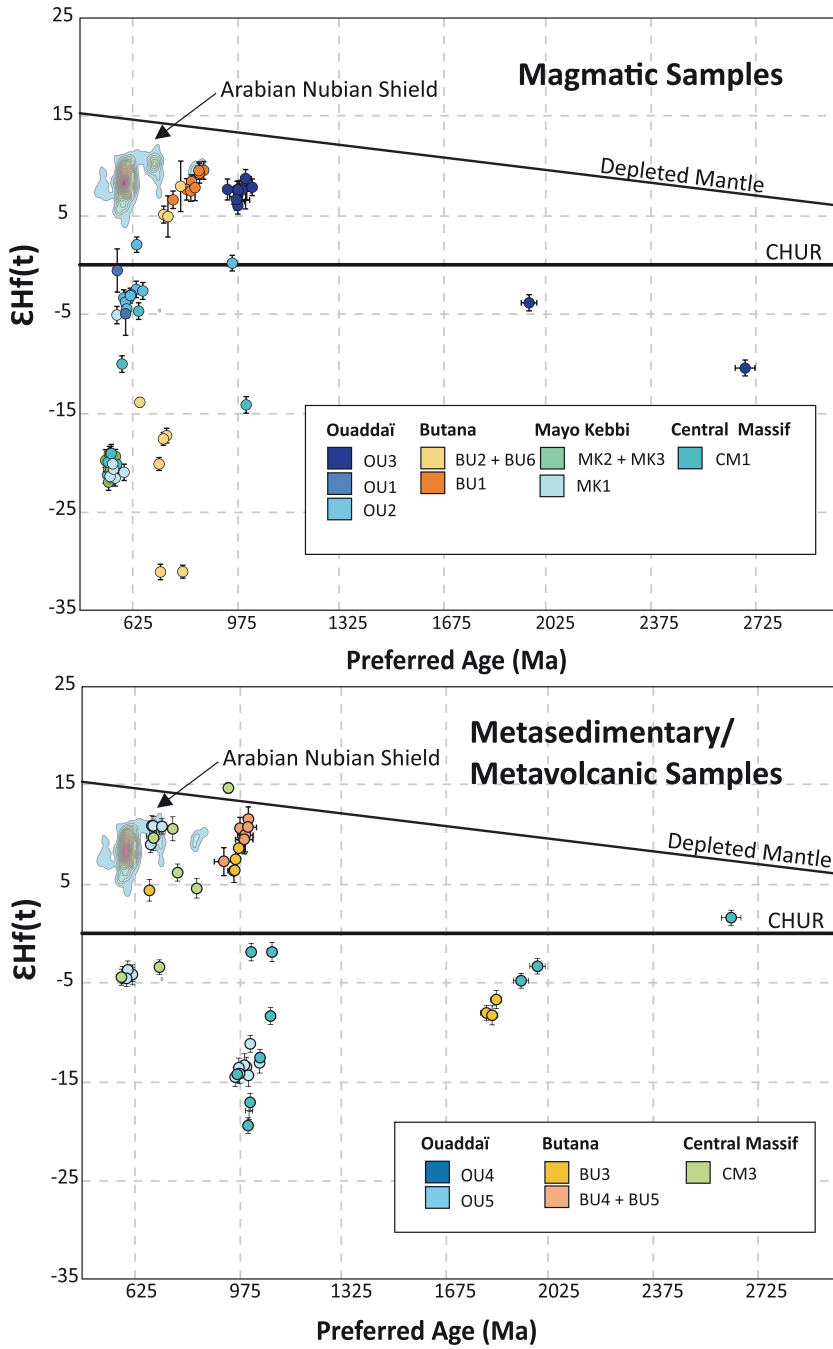 25
Magmatic Samples
Arabian Nubian Shield
15
Depleted Mantle
5
CHUR
εHf(t)
-5
-15
Ouaddaï Butana Mayo Kebbi Central Massif
OU3 BU2 + BU6 MK2 + MK3 CM1
OU1 BU1 MK1
OU2
-25
-35
625 975 1325 1675 2025 2375 2725
Preferred Age (Ma)
25
Metasedimentary/
Metavolcanic Samples
Arabian Nubian Shield
15
Depleted Mantle
5
CHUR
εHf(t)
-5
-15
Ouaddaï Butana Central Massif
OU4 BU3 CM3
OU5 BU4 + BU5
-25
-35
625 975 1325 1675 2025 2375 2725
Preferred Age (Ma)